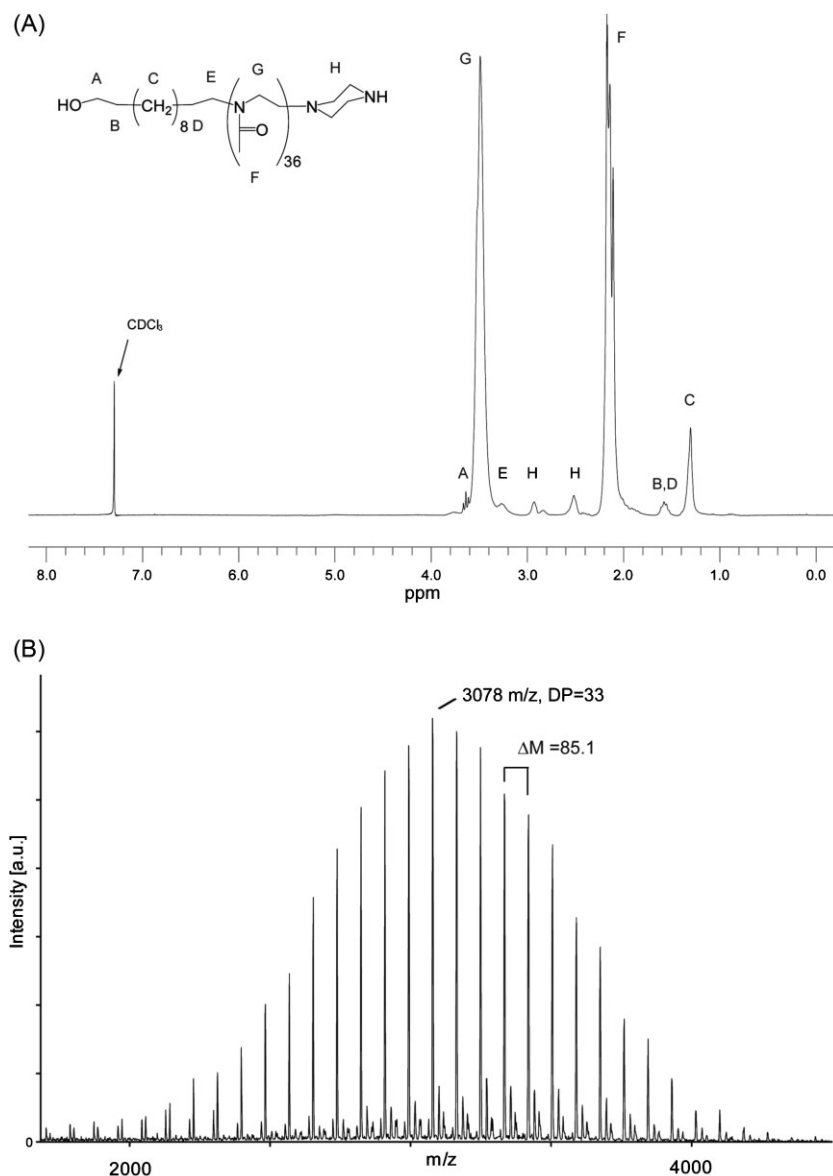 (A)
A C E G H
HO (CH₂) N N NH
B 8 D O
F 36
G F
CDCl₃
A E H H B,D C
8.0 7.0 6.0 5.0 4.0 3.0 2.0 1.0 0.0
ppm
(B)
3078 m/z, DP=33
ΔM =85.1
Intensity [a.u.]
0
2000 4000
m/z